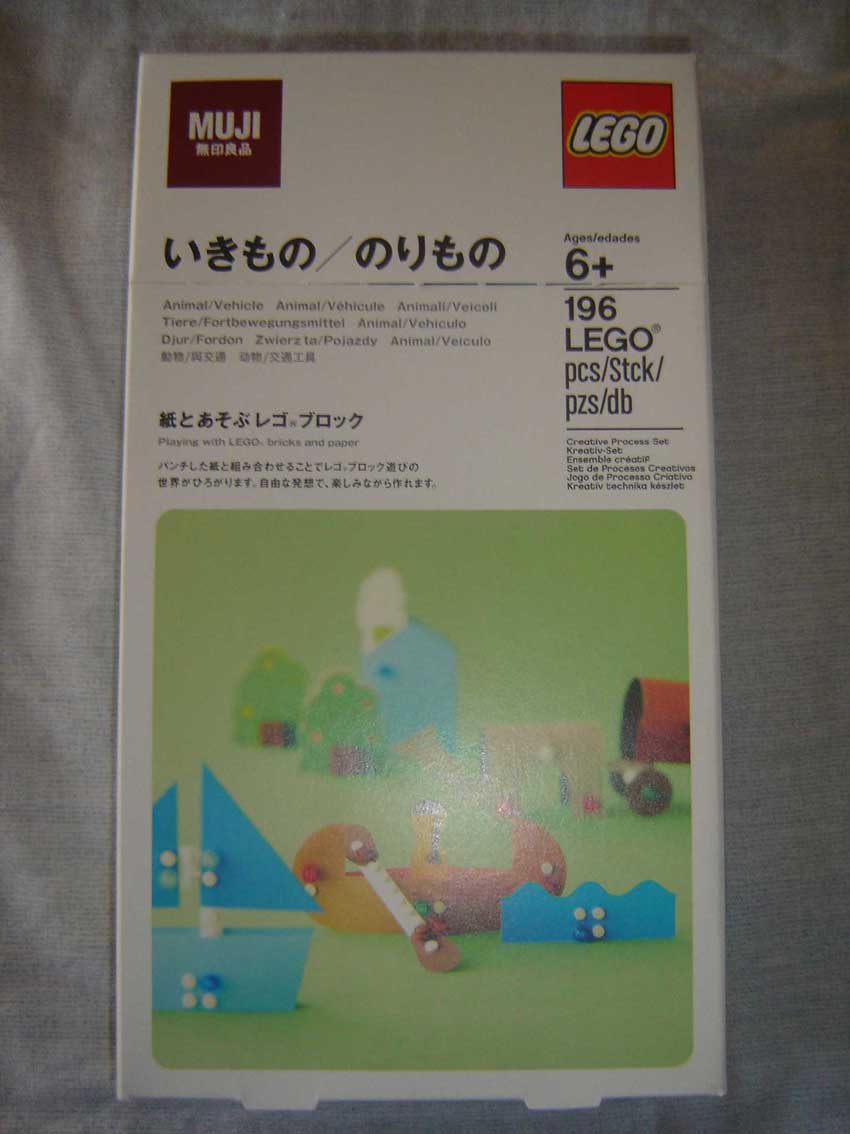 MUJI
無印良品
LEGO
いきもの／のりもの
Animal/Vehicle Animal/Véhicule Animali/Veicoli
Tiere/Fortbewegungsmittel Animal/Vehiculo
Djur/Fordon Zwierz ta/Pojazdy Animal/Veículo
動物/與交通 动物/交通工具
紙とあそぶレゴ®ブロック
Playing with LEGO® bricks and paper
パンチした紙と組み合わせることでレゴ®ブロック遊びの
世界がひろがります。自由な発想で、楽しみながら作れます。
Ages/edades
6+
196
LEGO®
pcs/Stck/
pzs/db
Creative Process Set
Kreativ-Set
Ensemble créatif
Set de Procesos Creativos
Jogo de Processo Criativo
Kreatív technika készlet